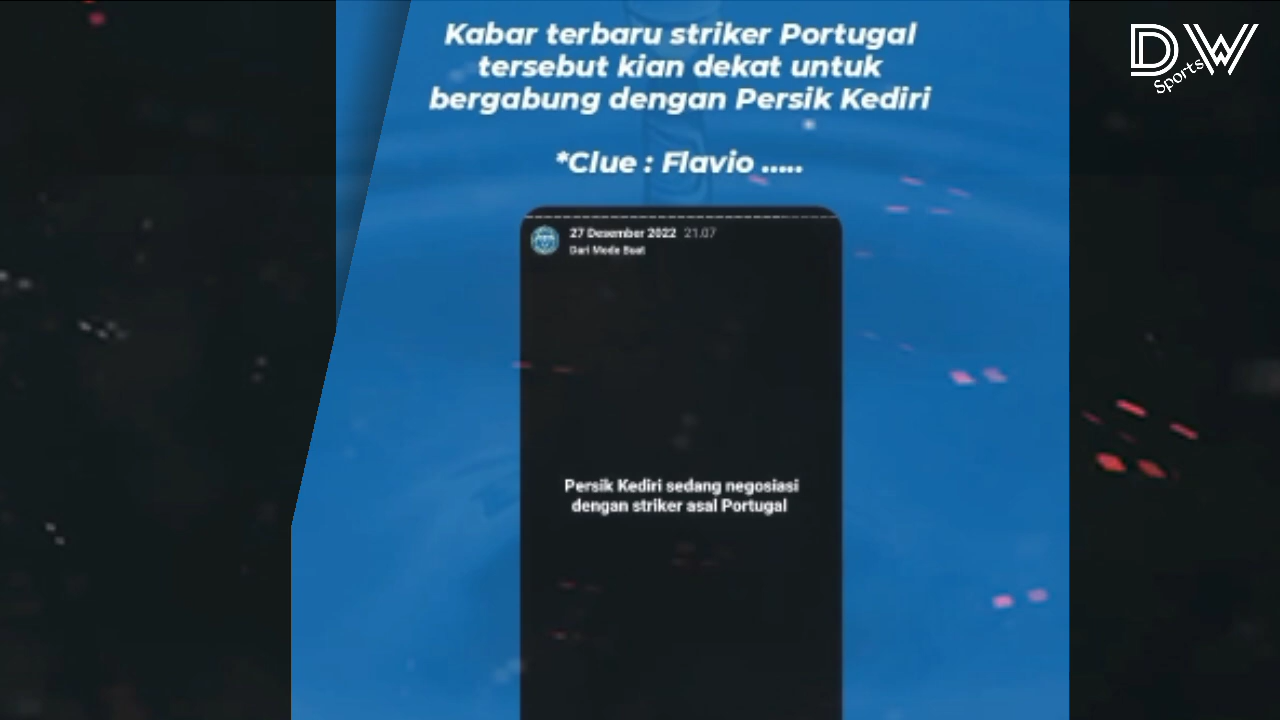 Kabar terbaru striker Portugal
tersebut kian dekat untuk
bergabung dengan Persik Kediri
*Clue : Flavio .....
27 Desember 2022 21.07
Dari Mode Buat
Persik Kediri sedang negosiasi
dengan striker asal Portugal
DW
Sports